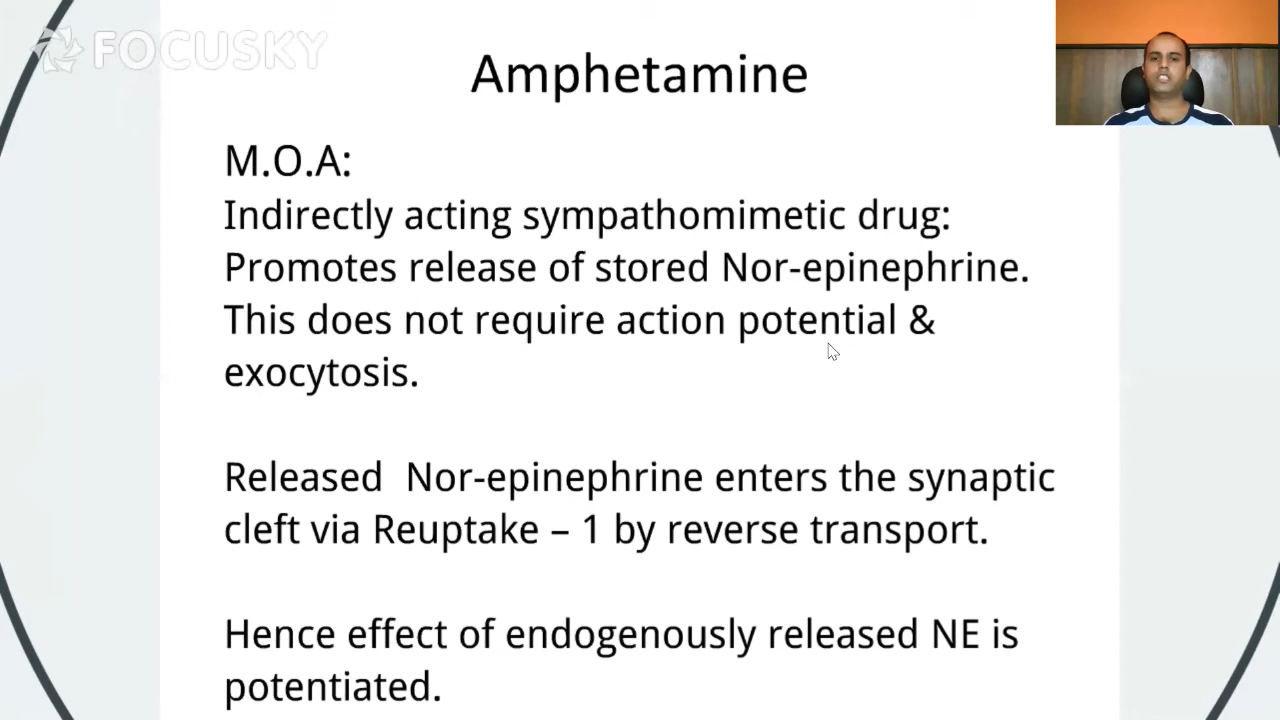 FOCUSKY
Amphetamine
M.O.A:
Indirectly acting sympathomimetic drug:
Promotes release of stored Nor-epinephrine.
This does not require action potential &
exocytosis.
Released Nor-epinephrine enters the synaptic
cleft via Reuptake – 1 by reverse transport.
Hence effect of endogenously released NE is
potentiated.